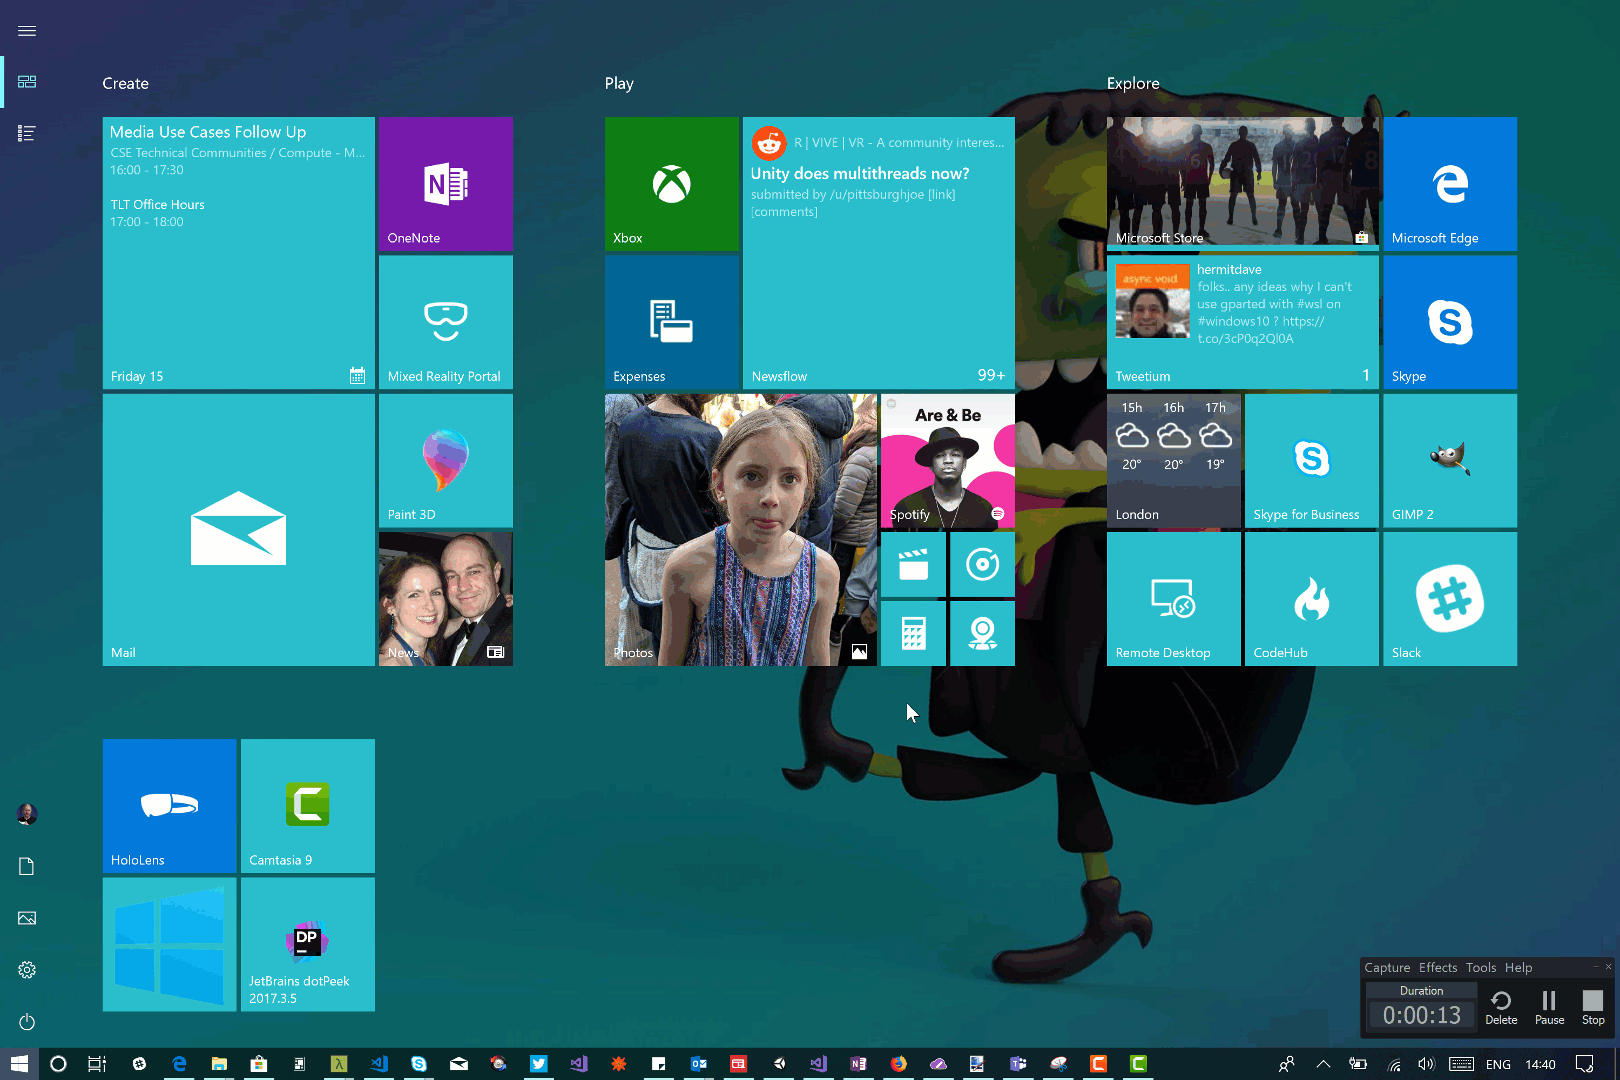 Create
Media Use Cases Follow Up
CSE Technical Communities / Compute - M...
16:00 - 17:30
TLT Office Hours
17:00 - 18:00
Friday 15
OneNote
Mixed Reality Portal
Mail
Paint 3D
News
HoloLens
Camtasia 9
DP
JetBrains dotPeek
2017.3.5
Play
Xbox
R | VIVE | VR - A community interes...
Unity does multithreads now?
submitted by /u/pittsburghjoe [link]
[comments]
Expenses
Newsflow
99+
Photos
Are & Be
Spotify
Explore
Microsoft Store
Microsoft Edge
async void
hermitdave
folks.. any ideas why I can't
use gparted with #wsl on
#windows10 ? https://
t.co/3cP0q2Ql0A
Tweetium
1
Skype
15h 16h 17h
20° 20° 19°
London
Skype for Business
GIMP 2
Remote Desktop
CodeHub
Slack
Capture Effects Tools Help
Duration
0:00:13
Delete
Pause
Stop
ENG
14:40